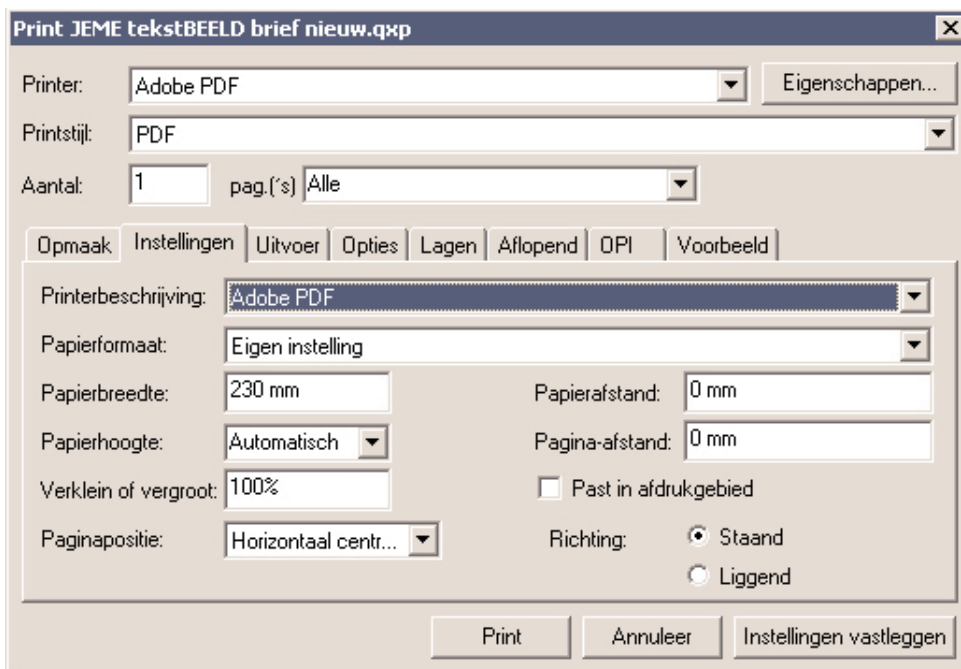 Print JEME tekstBEELD brief nieuw.qxp
Printer: Adobe PDF Eigenschappen...
Printstijl: PDF
Aantal: 1 pag.('s) Alle
Opmaak Instellingen Uitvoer Opties Lagen Aflopend OPI Voorbeeld
Printerbeschrijving: Adobe PDF
Papierformaat: Eigen instelling
Papierbreedte: 230 mm Papierafstand: 0 mm
Papierhoogte: Automatisch Pagina-afstand: 0 mm
Verklein of vergroot: 100% Past in afdrukgebied
Paginapositie: Horizontaal centr... Richting: Staand
Liggend
Print Annuleer Instellingen vastleggen